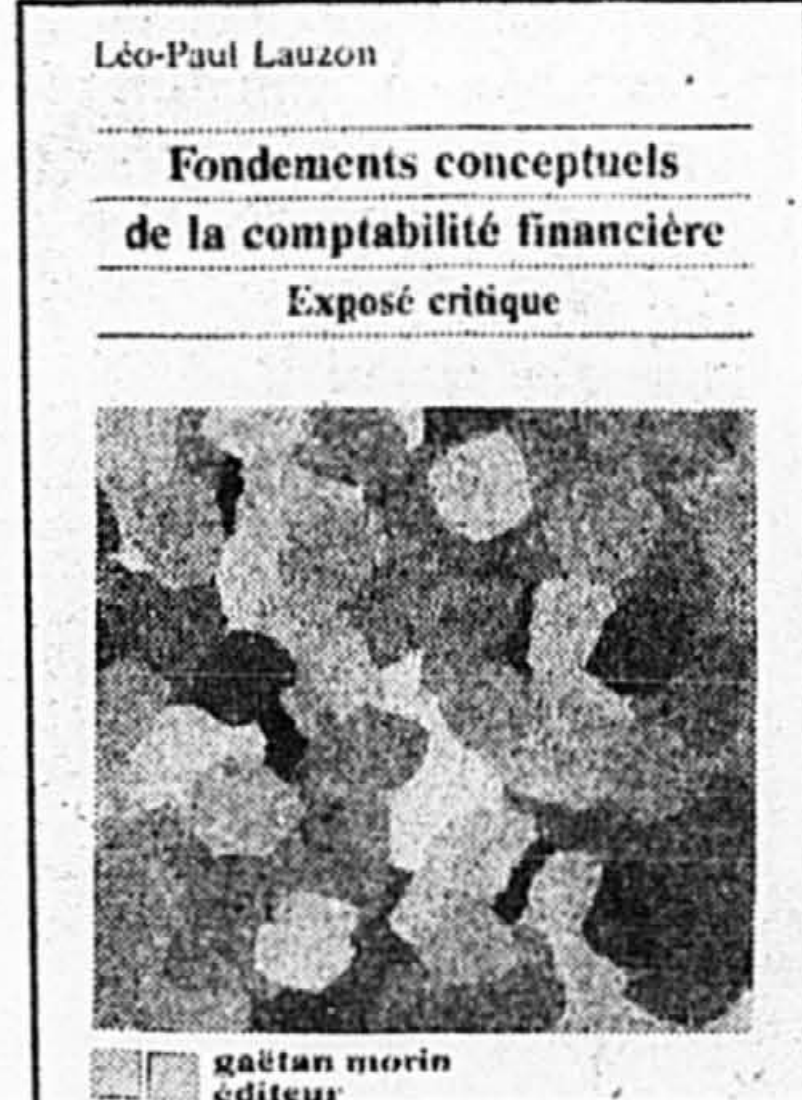 Léo-Paul Lauzon
Fondements conceptuels
de la comptabilité financière
Exposé critique
gaëtan morin
éditeur